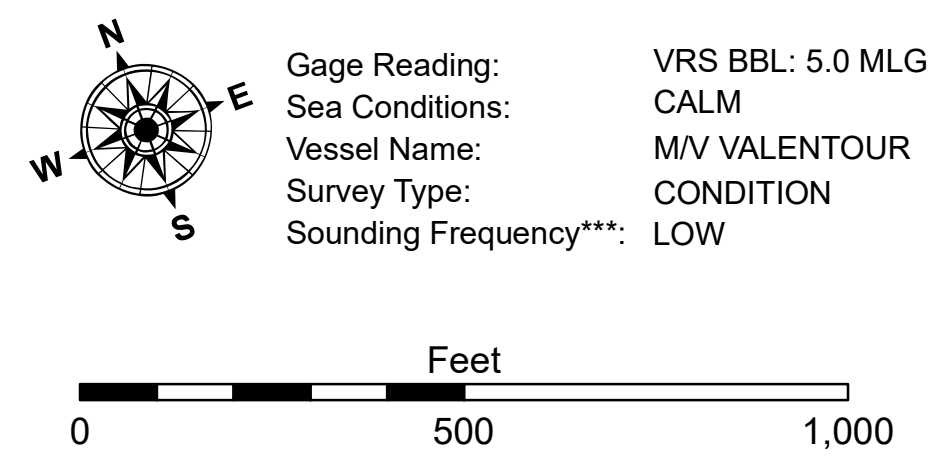 N
E
W
S
Gage Reading: VRS BBL: 5.0 MLG
Sea Conditions: CALM
Vessel Name: M/V VALENTOUR
Survey Type: CONDITION
Sounding Frequency***: LOW
Feet
0 500 1,000